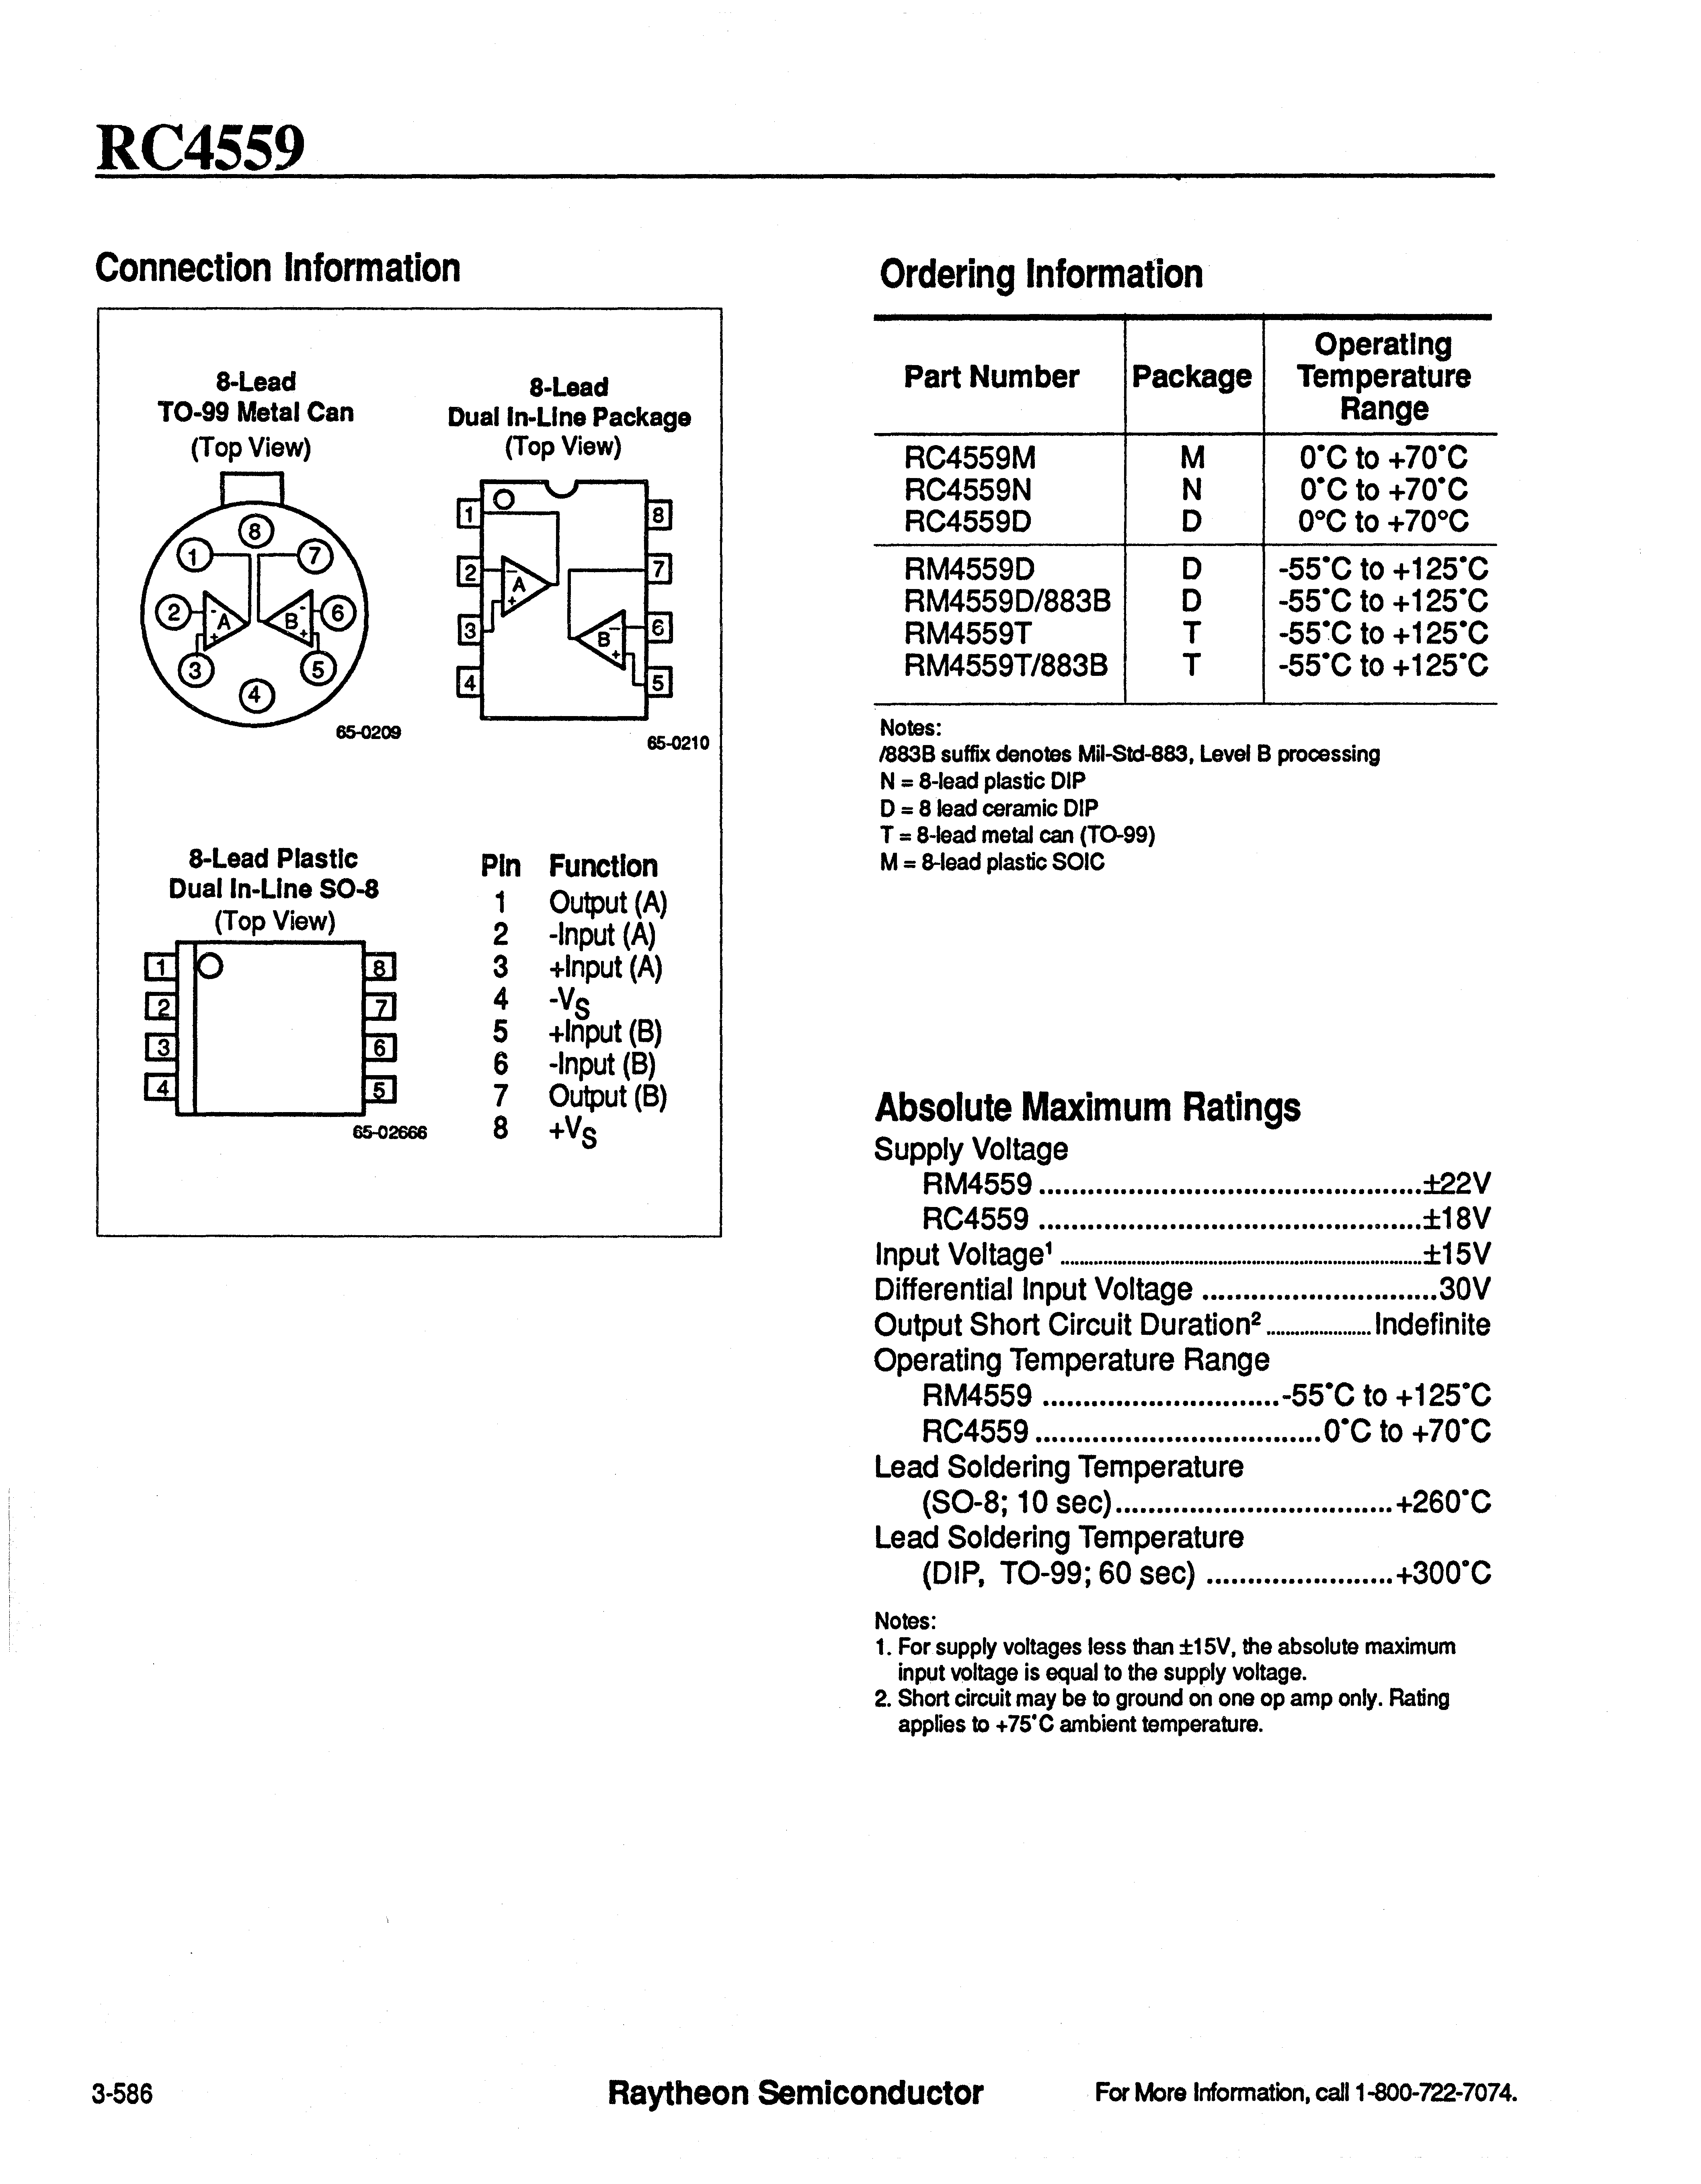 RC4559
Connection Information
8-Lead
TO-99 Metal Can
(Top View)
8
1
7
2
- A +
B - +
6
3
5
4
65-0209
8-Lead
Dual In-Line Package
(Top View)
1
8
2
7
- A +
3
6
B - +
4
5
65-0210
8-Lead Plastic
Dual In-Line SO-8
(Top View)
1
8
2
7
3
6
4
5
65-02666
Pin Function
1 Output (A)
2 -Input (A)
3 +Input (A)
4 -VS
5 +Input (B)
6 -Input (B)
7 Output (B)
8 +VS
Ordering Information
Part Number Package Operating Temperature Range
RC4559M M 0°C to +70°C
RC4559N N 0°C to +70°C
RC4559D D 0°C to +70°C
RM4559D D -55°C to +125°C
RM4559D/883B D -55°C to +125°C
RM4559T T -55°C to +125°C
RM4559T/883B T -55°C to +125°C
Notes:
/883B suffix denotes Mil-Std-883, Level B processing
N = 8-lead plastic DIP
D = 8 lead ceramic DIP
T = 8-lead metal can (TO-99)
M = 8-lead plastic SOIC
Absolute Maximum Ratings
Supply Voltage
RM4559 ............................................... ±22V
RC4559 ............................................... ±18V
Input Voltage¹ ............................................... ±15V
Differential Input Voltage ............................. 30V
Output Short Circuit Duration² ...................... Indefinite
Operating Temperature Range
RM4559 ............................. -55°C to +125°C
RC4559 ................................... 0°C to +70°C
Lead Soldering Temperature
(SO-8; 10 sec) .................................. +260°C
Lead Soldering Temperature
(DIP, TO-99; 60 sec) ....................... +300°C
Notes:
1. For supply voltages less than ±15V, the absolute maximum
input voltage is equal to the supply voltage.
2. Short circuit may be to ground on one op amp only. Rating
applies to +75°C ambient temperature.
3-586
Raytheon Semiconductor
For More Information, call 1-800-722-7074.